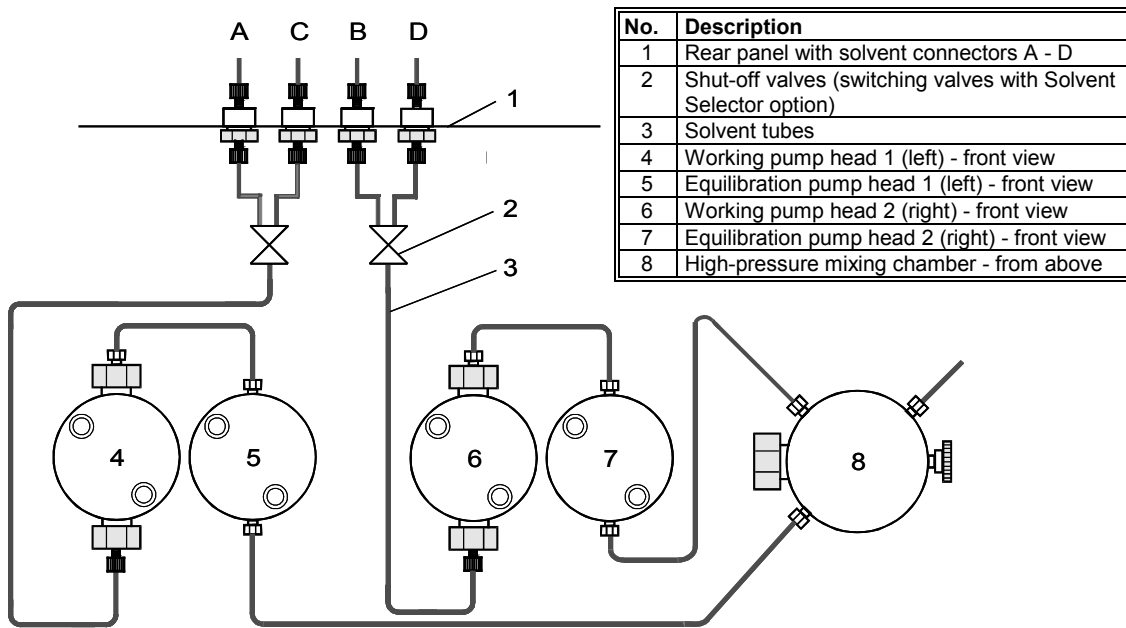 A C B D
1
2
3
4 5 6 7 8
No. Description
1 Rear panel with solvent connectors A - D
2 Shut-off valves (switching valves with Solvent
Selector option)
3 Solvent tubes
4 Working pump head 1 (left) - front view
5 Equilibration pump head 1 (left) - front view
6 Working pump head 2 (right) - front view
7 Equilibration pump head 2 (right) - front view
8 High-pressure mixing chamber - from above